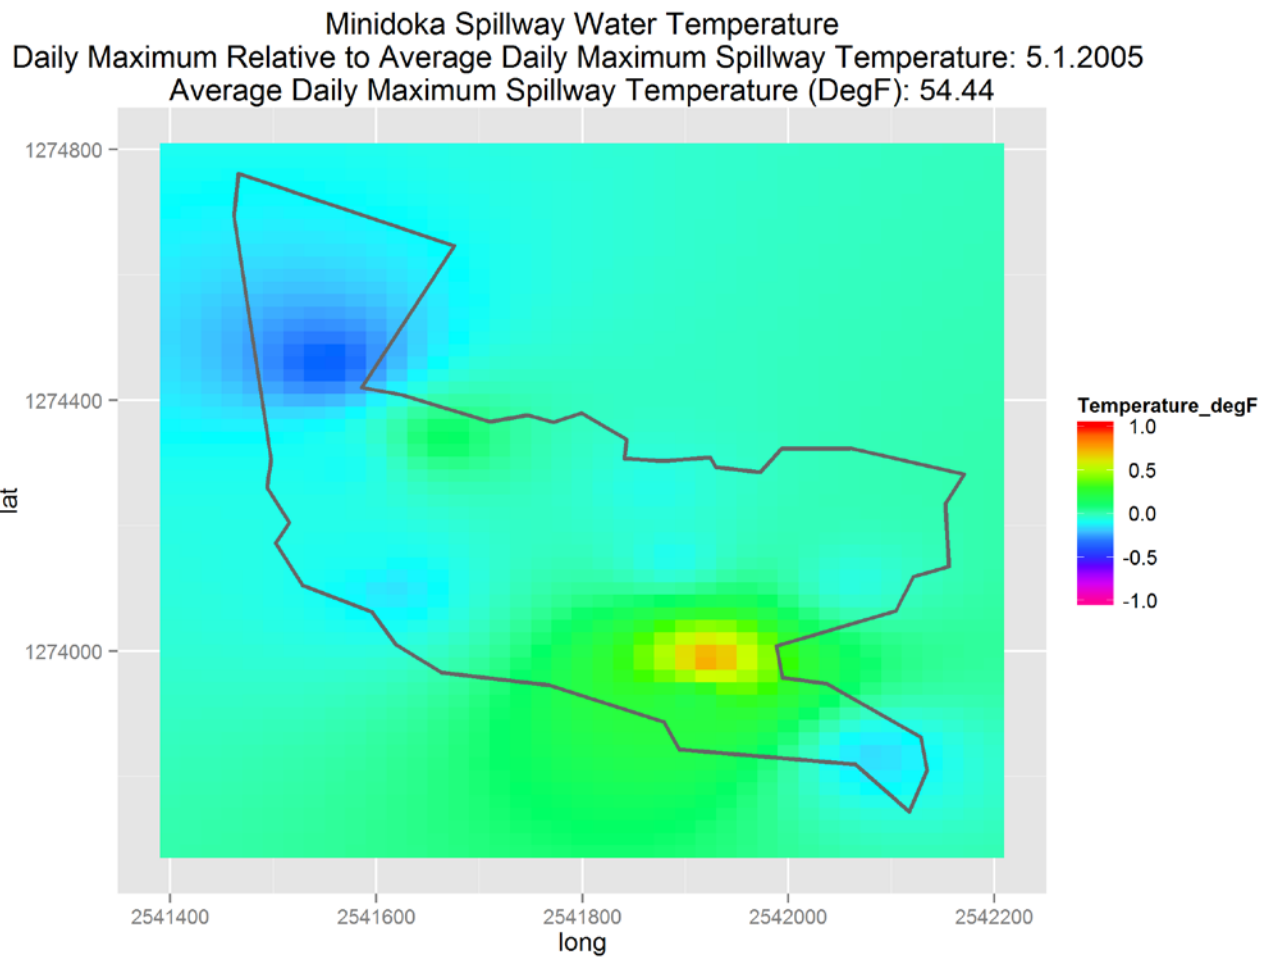 Minidoka Spillway Water Temperature
Daily Maximum Relative to Average Daily Maximum Spillway Temperature: 5.1.2005
Average Daily Maximum Spillway Temperature (DegF): 54.44
1274800
1274400
1274000
lat
2541400 2541600 2541800 2542000 2542200
long
Temperature_degF
1.0
0.5
0.0
-0.5
-1.0